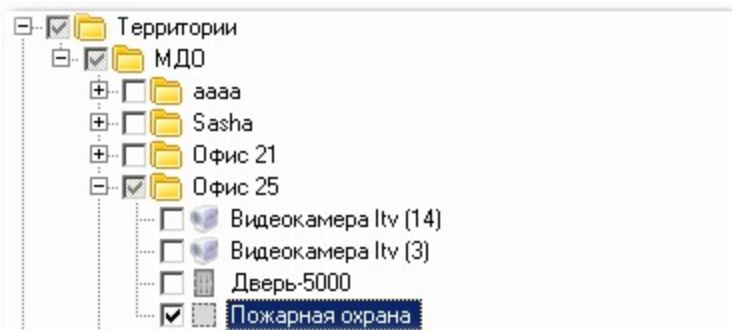 Территории
МДО
аааа
Sasha
Офис 21
Офис 25
Видеокамера Itv (14)
Видеокамера Itv (3)
Дверь-5000
Пожарная охрана